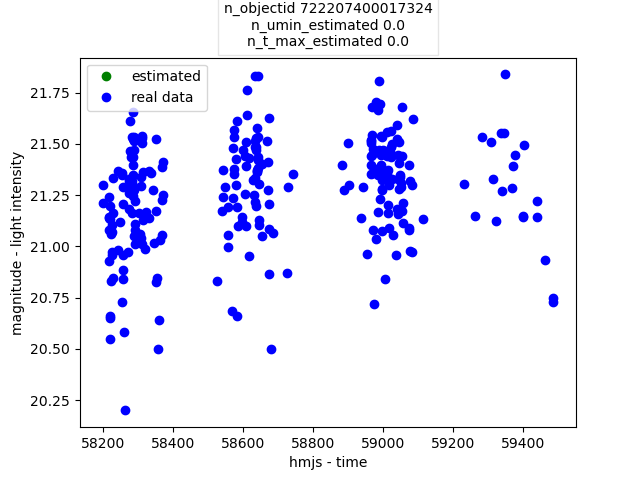 n_objectid 722207400017324
n_umin_estimated 0.0
n_t_max_estimated 0.0
estimated
real data
magnitude - light intensity
21.75
21.50
21.25
21.00
20.75
20.50
20.25
58200 58400 58600 58800 59000 59200 59400
hmjs - time